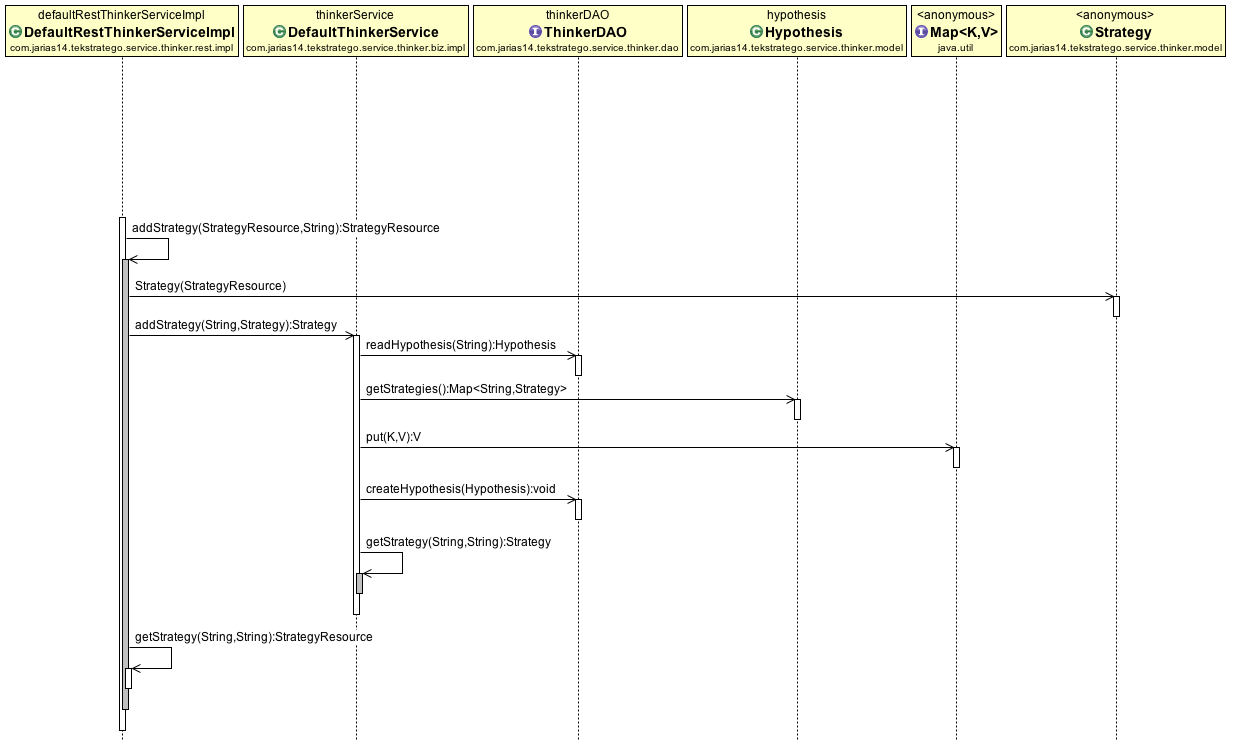 defaultRestThinkerServiceImpl
DefaultRestThinkerServiceImpl
com.jarias14.tekstratego.service.thinker.rest.impl
thinkerService
DefaultThinkerService
com.jarias14.tekstratego.service.thinker.biz.impl
thinkerDAO
ThinkerDAO
com.jarias14.tekstratego.service.thinker.dao
hypothesis
Hypothesis
com.jarias14.tekstratego.service.thinker.model
<anonymous>
Map<K,V>
java.util
<anonymous>
Strategy
com.jarias14.tekstratego.service.thinker.model
addStrategy(StrategyResource,String):StrategyResource
Strategy(StrategyResource)
addStrategy(String,Strategy):Strategy
readHypothesis(String):Hypothesis
getStrategies():Map<String,Strategy>
put(K,V):V
createHypothesis(Hypothesis):void
getStrategy(String,String):Strategy
getStrategy(String,String):StrategyResource